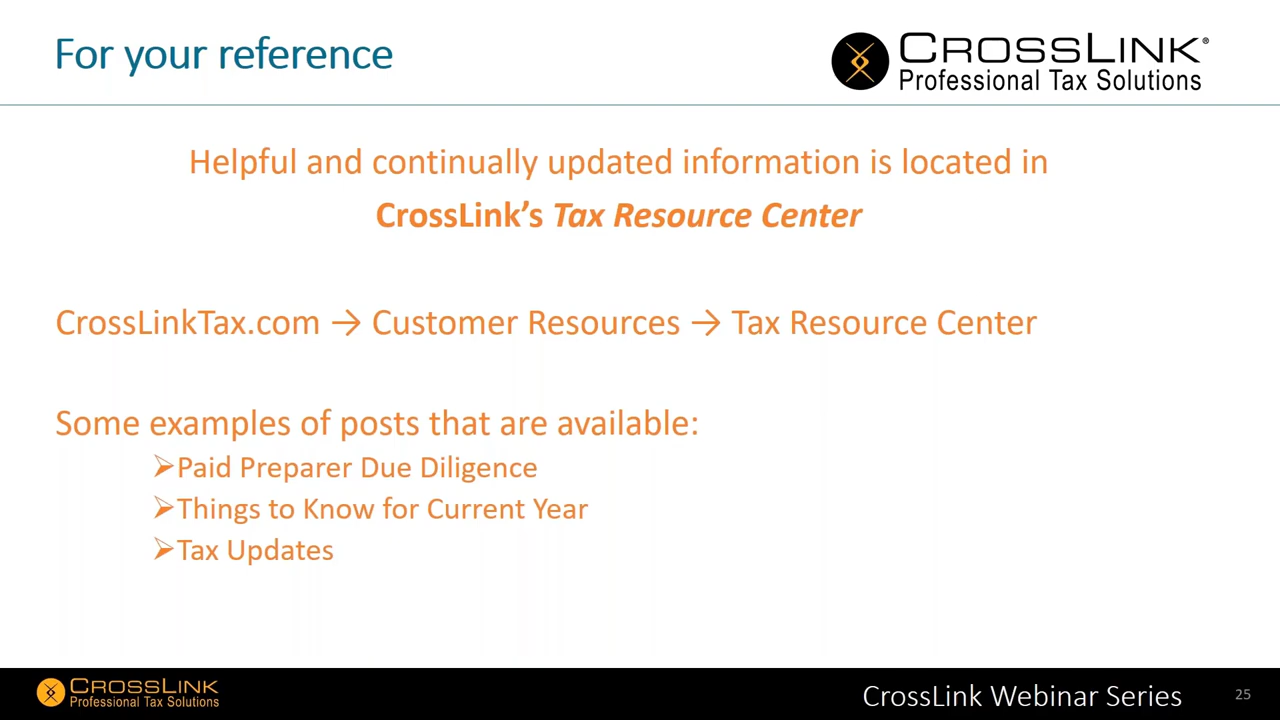 For your reference
CROSSLINK®
Professional Tax Solutions
Helpful and continually updated information is located in
CrossLink’s Tax Resource Center
CrossLinkTax.com → Customer Resources → Tax Resource Center
Some examples of posts that are available:
➢Paid Preparer Due Diligence
➢Things to Know for Current Year
➢Tax Updates
CROSSLINK
Professional Tax Solutions
CrossLink Webinar Series
25